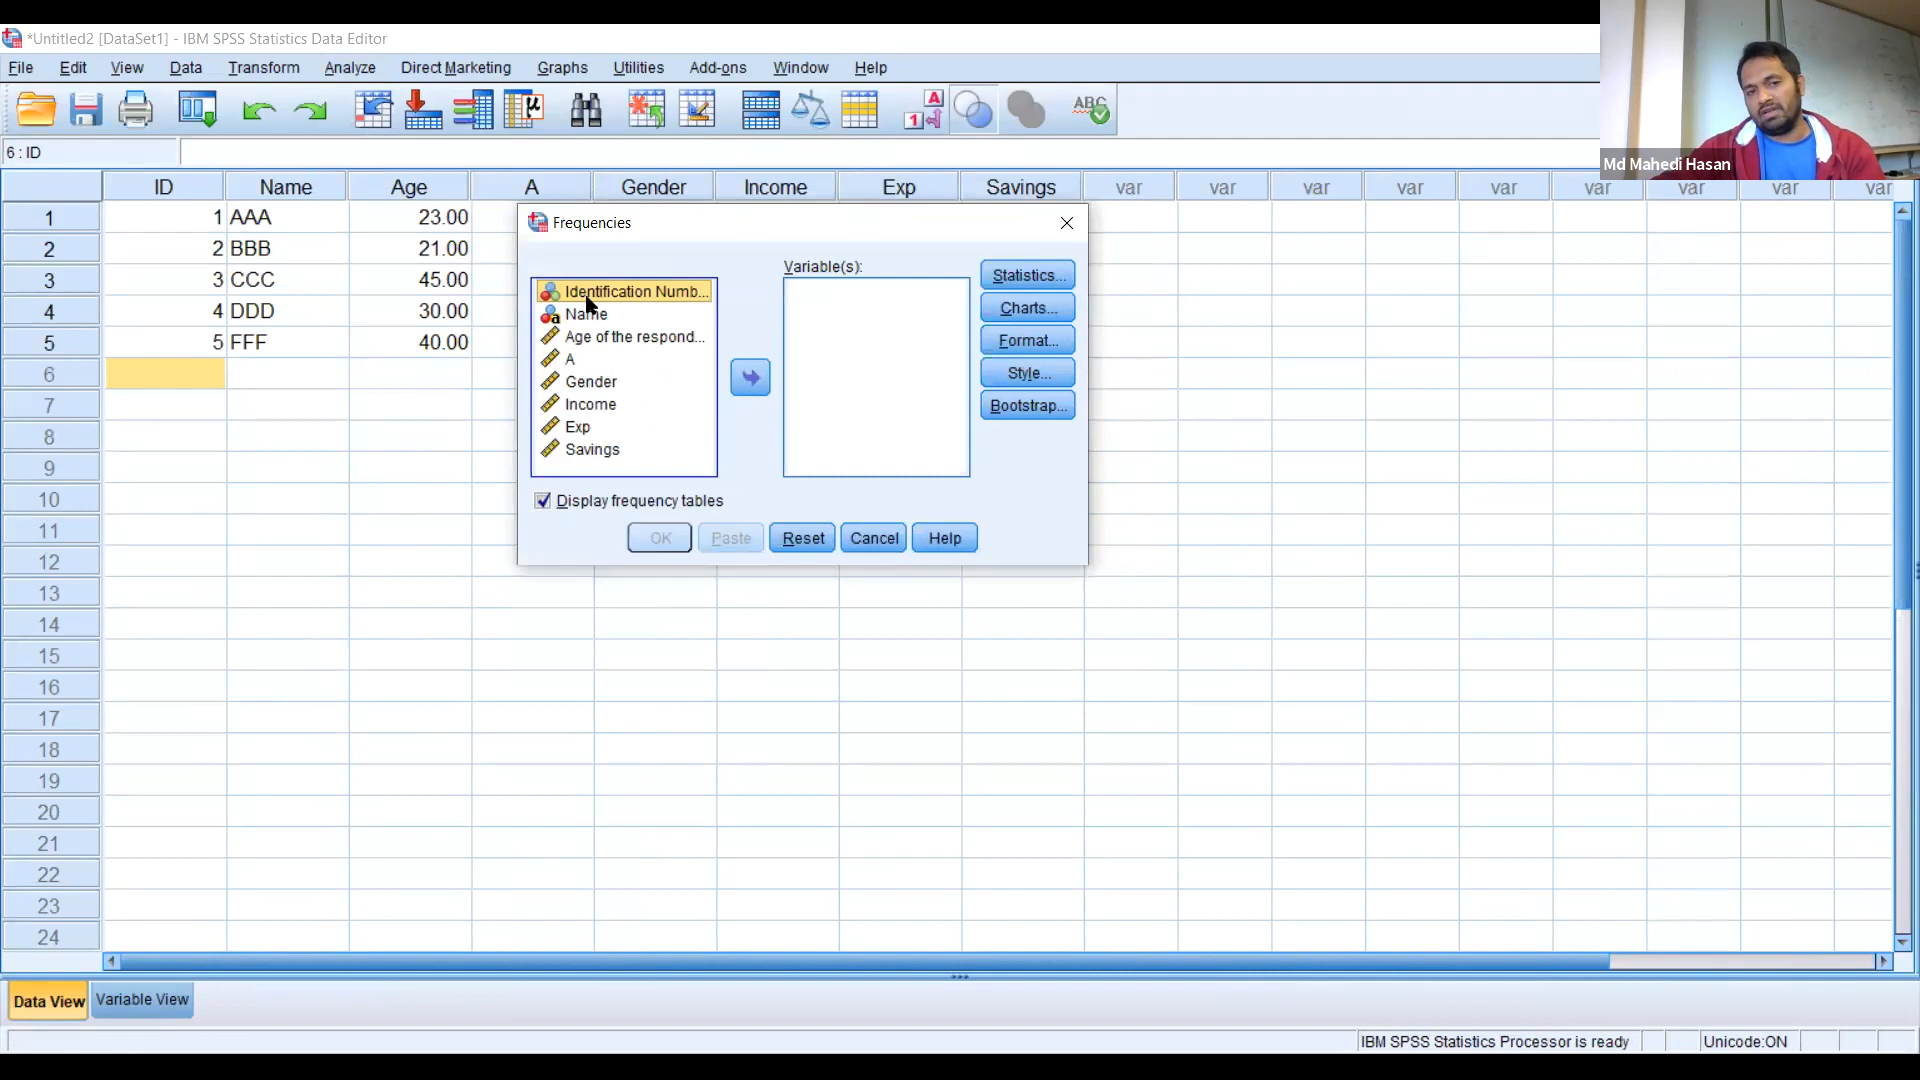 *Untitled2 [DataSet1] - IBM SPSS Statistics Data Editor
File Edit View Data Transform Analyze Direct Marketing Graphs Utilities Add-ons Window Help
Md Mahedi Hasan
6 : ID
ID Name Age A Gender Income Exp Savings var var var var var var var var var
1 1 AAA 23.00
2 2 BBB 21.00
3 3 CCC 45.00
4 4 DDD 30.00
5 5 FFF 40.00
6
7
8
9
10
11
12
13
14
15
16
17
18
19
20
21
22
23
24
Frequencies
Variable(s):
Identification Numb...
Name
Age of the respond...
A
Gender
Income
Exp
Savings
Statistics...
Charts...
Format...
Style...
Bootstrap...
Display frequency tables
OK Paste Reset Cancel Help
Data View Variable View
IBM SPSS Statistics Processor is ready Unicode:ON